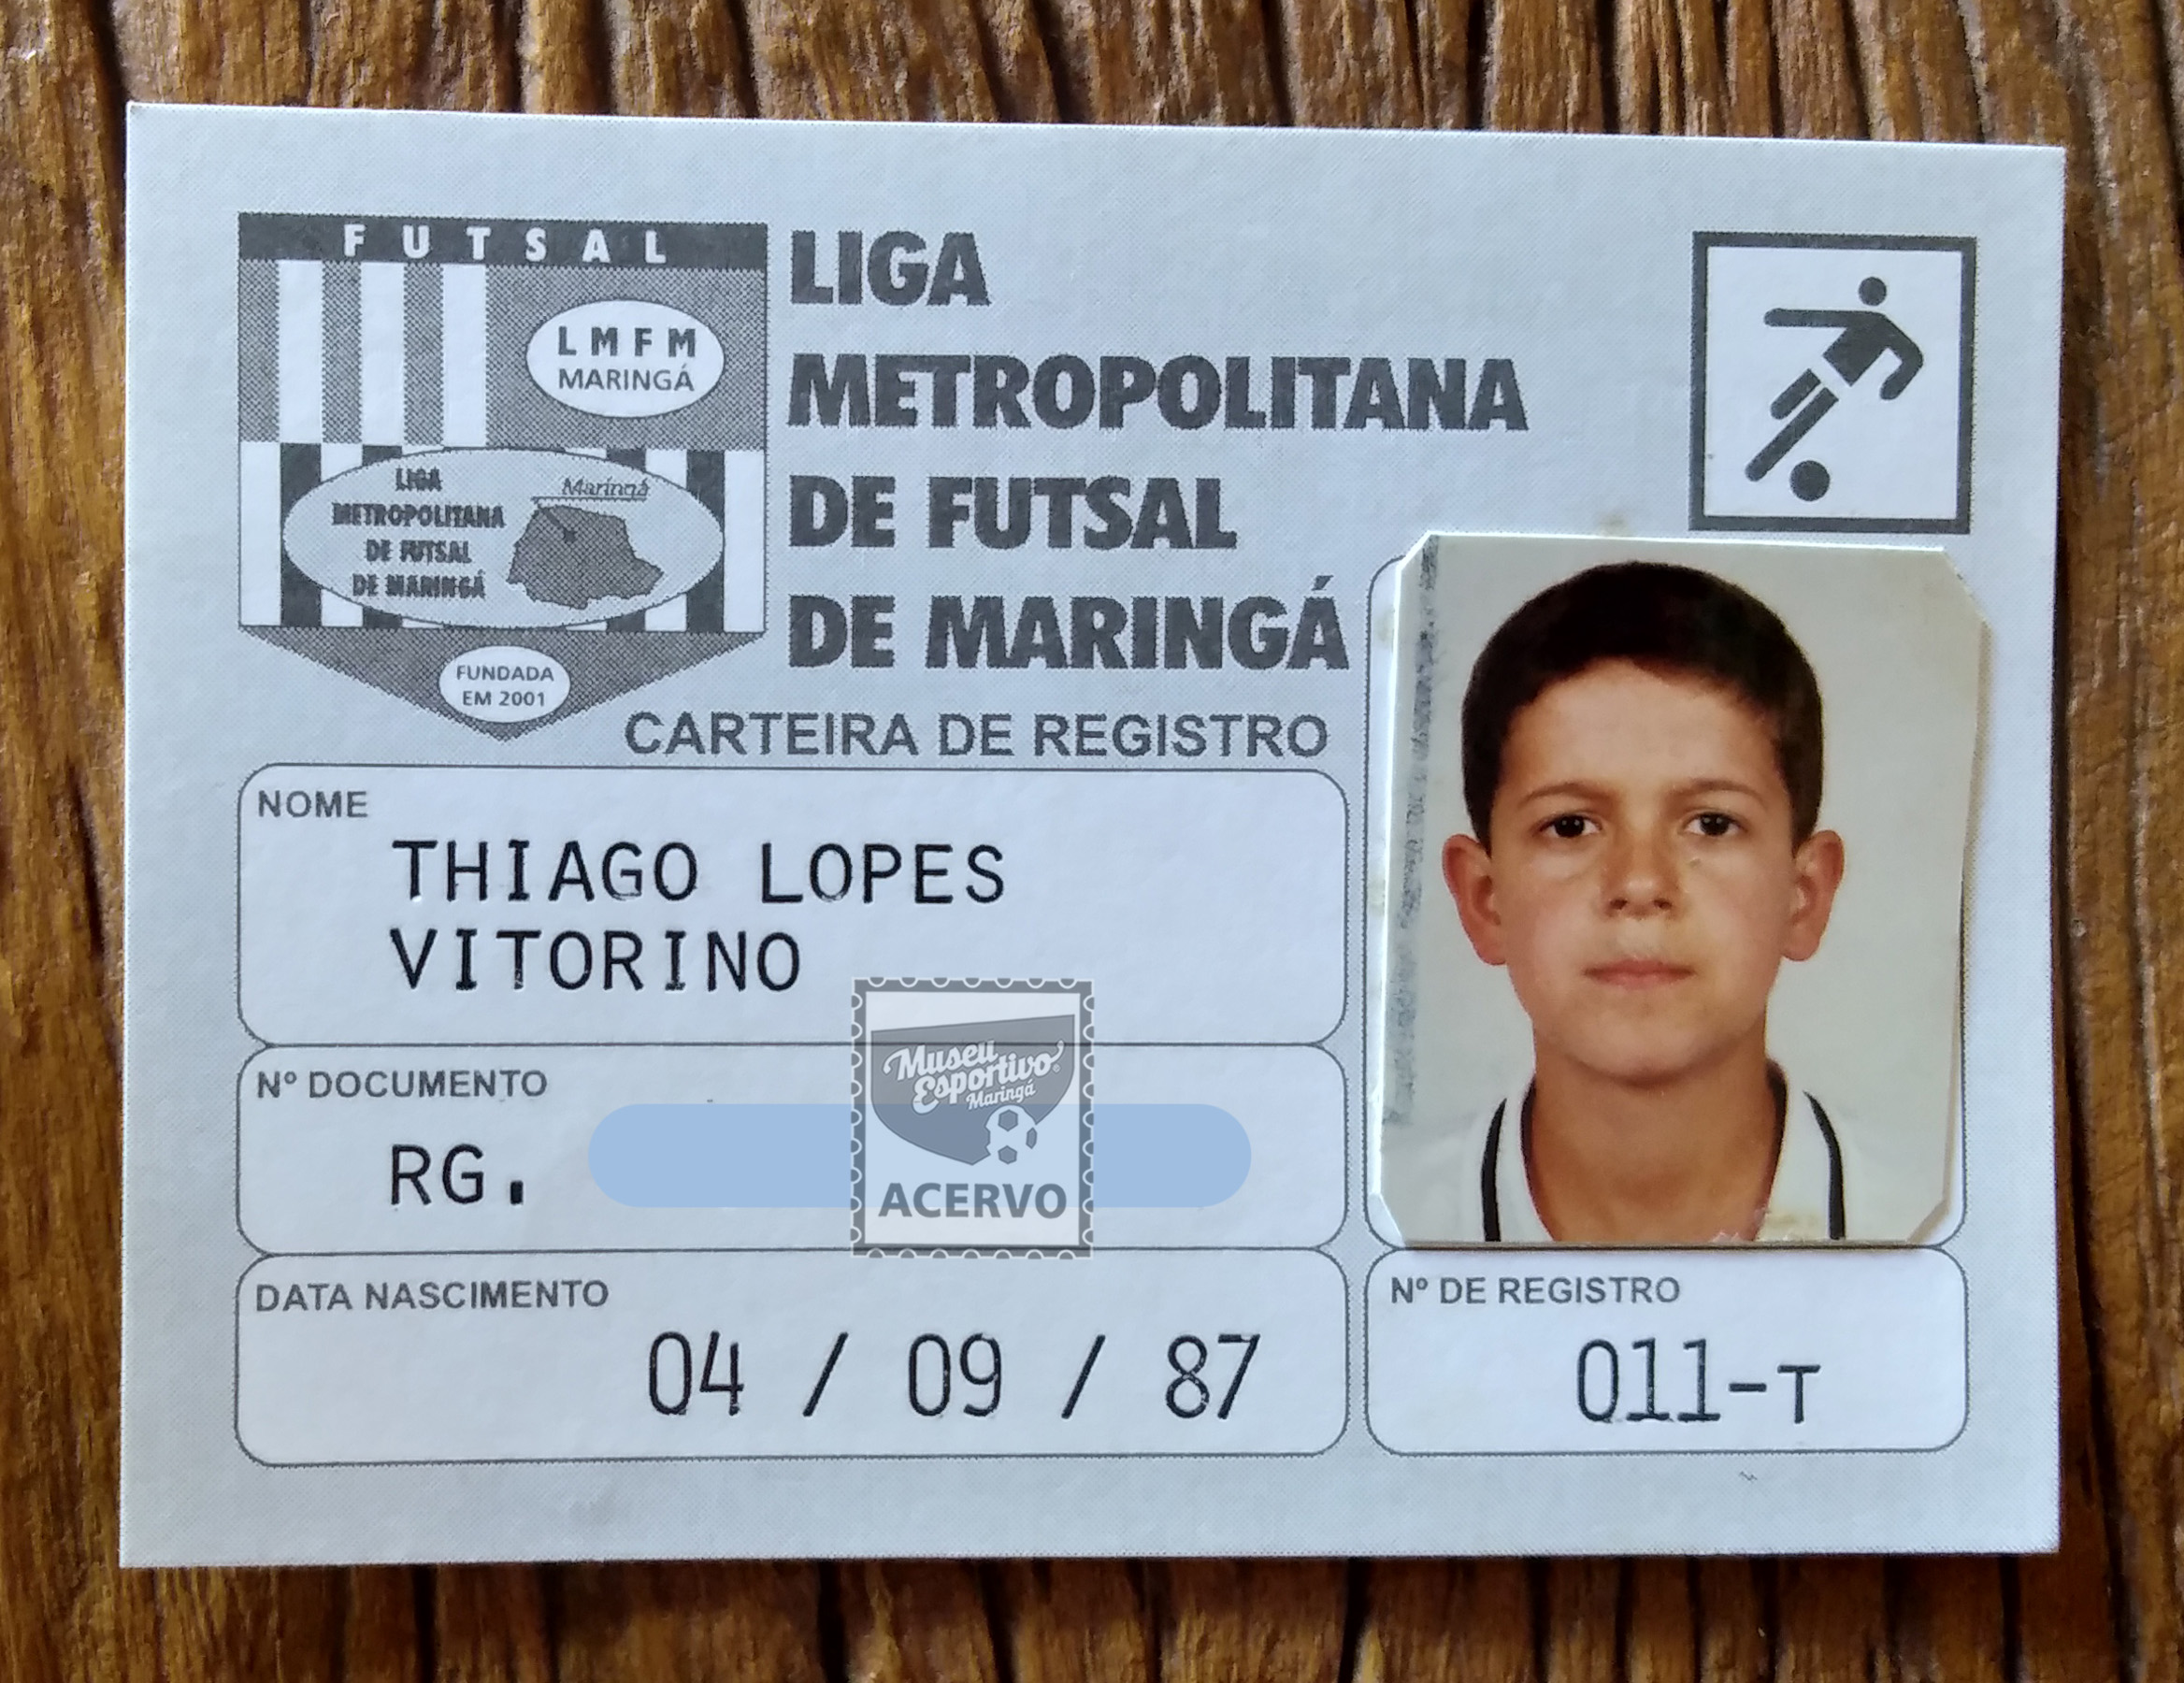 FUTSAL
LMFM
MARINGÁ
LIGA
METROPOLITANA
DE FUTSAL
DE MARINGÁ
Maringá
FUNDADA
EM 2001
LIGA
METROPOLITANA
DE FUTSAL
DE MARINGÁ
CARTEIRA DE REGISTRO
NOME
THIAGO LOPES
VITORINO
Nº DOCUMENTO
RG.
Museu
Esportivo
Maringá
ACERVO
DATA NASCIMENTO
04 / 09 / 87
Nº DE REGISTRO
011-T